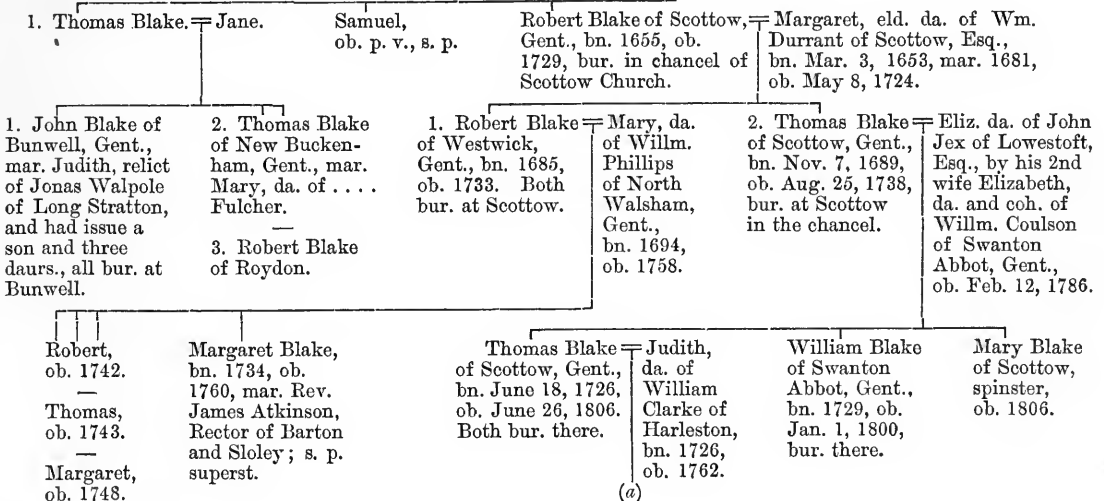 1. Thomas Blake. = Jane.
Samuel,
ob. p. v., s. p.
Robert Blake of Scottow,
Gent., bn. 1655, ob.
1729, bur. in chancel of
Scottow Church.
= Margaret, eld. da. of Wm.
Durrant of Scottow, Esq.,
bn. Mar. 3, 1653, mar. 1681,
ob. May 8, 1724.
1. John Blake of
Bunwell, Gent.,
mar. Judith, relict
of Jonas Walpole
of Long Stratton,
and had issue a
son and three
daurs., all bur. at
Bunwell.
2. Thomas Blake
of New Bucken-
ham, Gent., mar.
Mary, da. of ....
Fulcher.
—
3. Robert Blake
of Roydon.
1. Robert Blake
of Westwick,
Gent., bn. 1685,
ob. 1733. Both
bur. at Scottow.
= Mary, da.
of Willm.
Phillips
of North
Walsham,
Gent.,
bn. 1694,
ob. 1758.
2. Thomas Blake
of Scottow, Gent.,
bn. Nov. 7, 1689,
ob. Aug. 25, 1738,
bur. at Scottow
in the chancel.
= Eliz. da. of John
Jex of Lowestoft,
Esq., by his 2nd
wife Elizabeth,
da. and coh. of
Willm. Coulson
of Swanton
Abbot, Gent.,
ob. Feb. 12, 1786.
Robert,
ob. 1742.
—
Thomas,
ob. 1743.
—
Margaret,
ob. 1748.
Margaret Blake,
bn. 1734, ob.
1760, mar. Rev.
James Atkinson,
Rector of Barton
and Sloley; s. p.
superst.
Thomas Blake
of Scottow, Gent.,
bn. June 18, 1726,
ob. June 26, 1806.
Both bur. there.
= Judith,
da. of
William
Clarke of
Harleston,
bn. 1726,
ob. 1762.
(a)
William Blake
of Swanton
Abbot, Gent.,
bn. 1729, ob.
Jan. 1, 1800,
bur. there.
Mary Blake
of Scottow,
spinster,
ob. 1806.